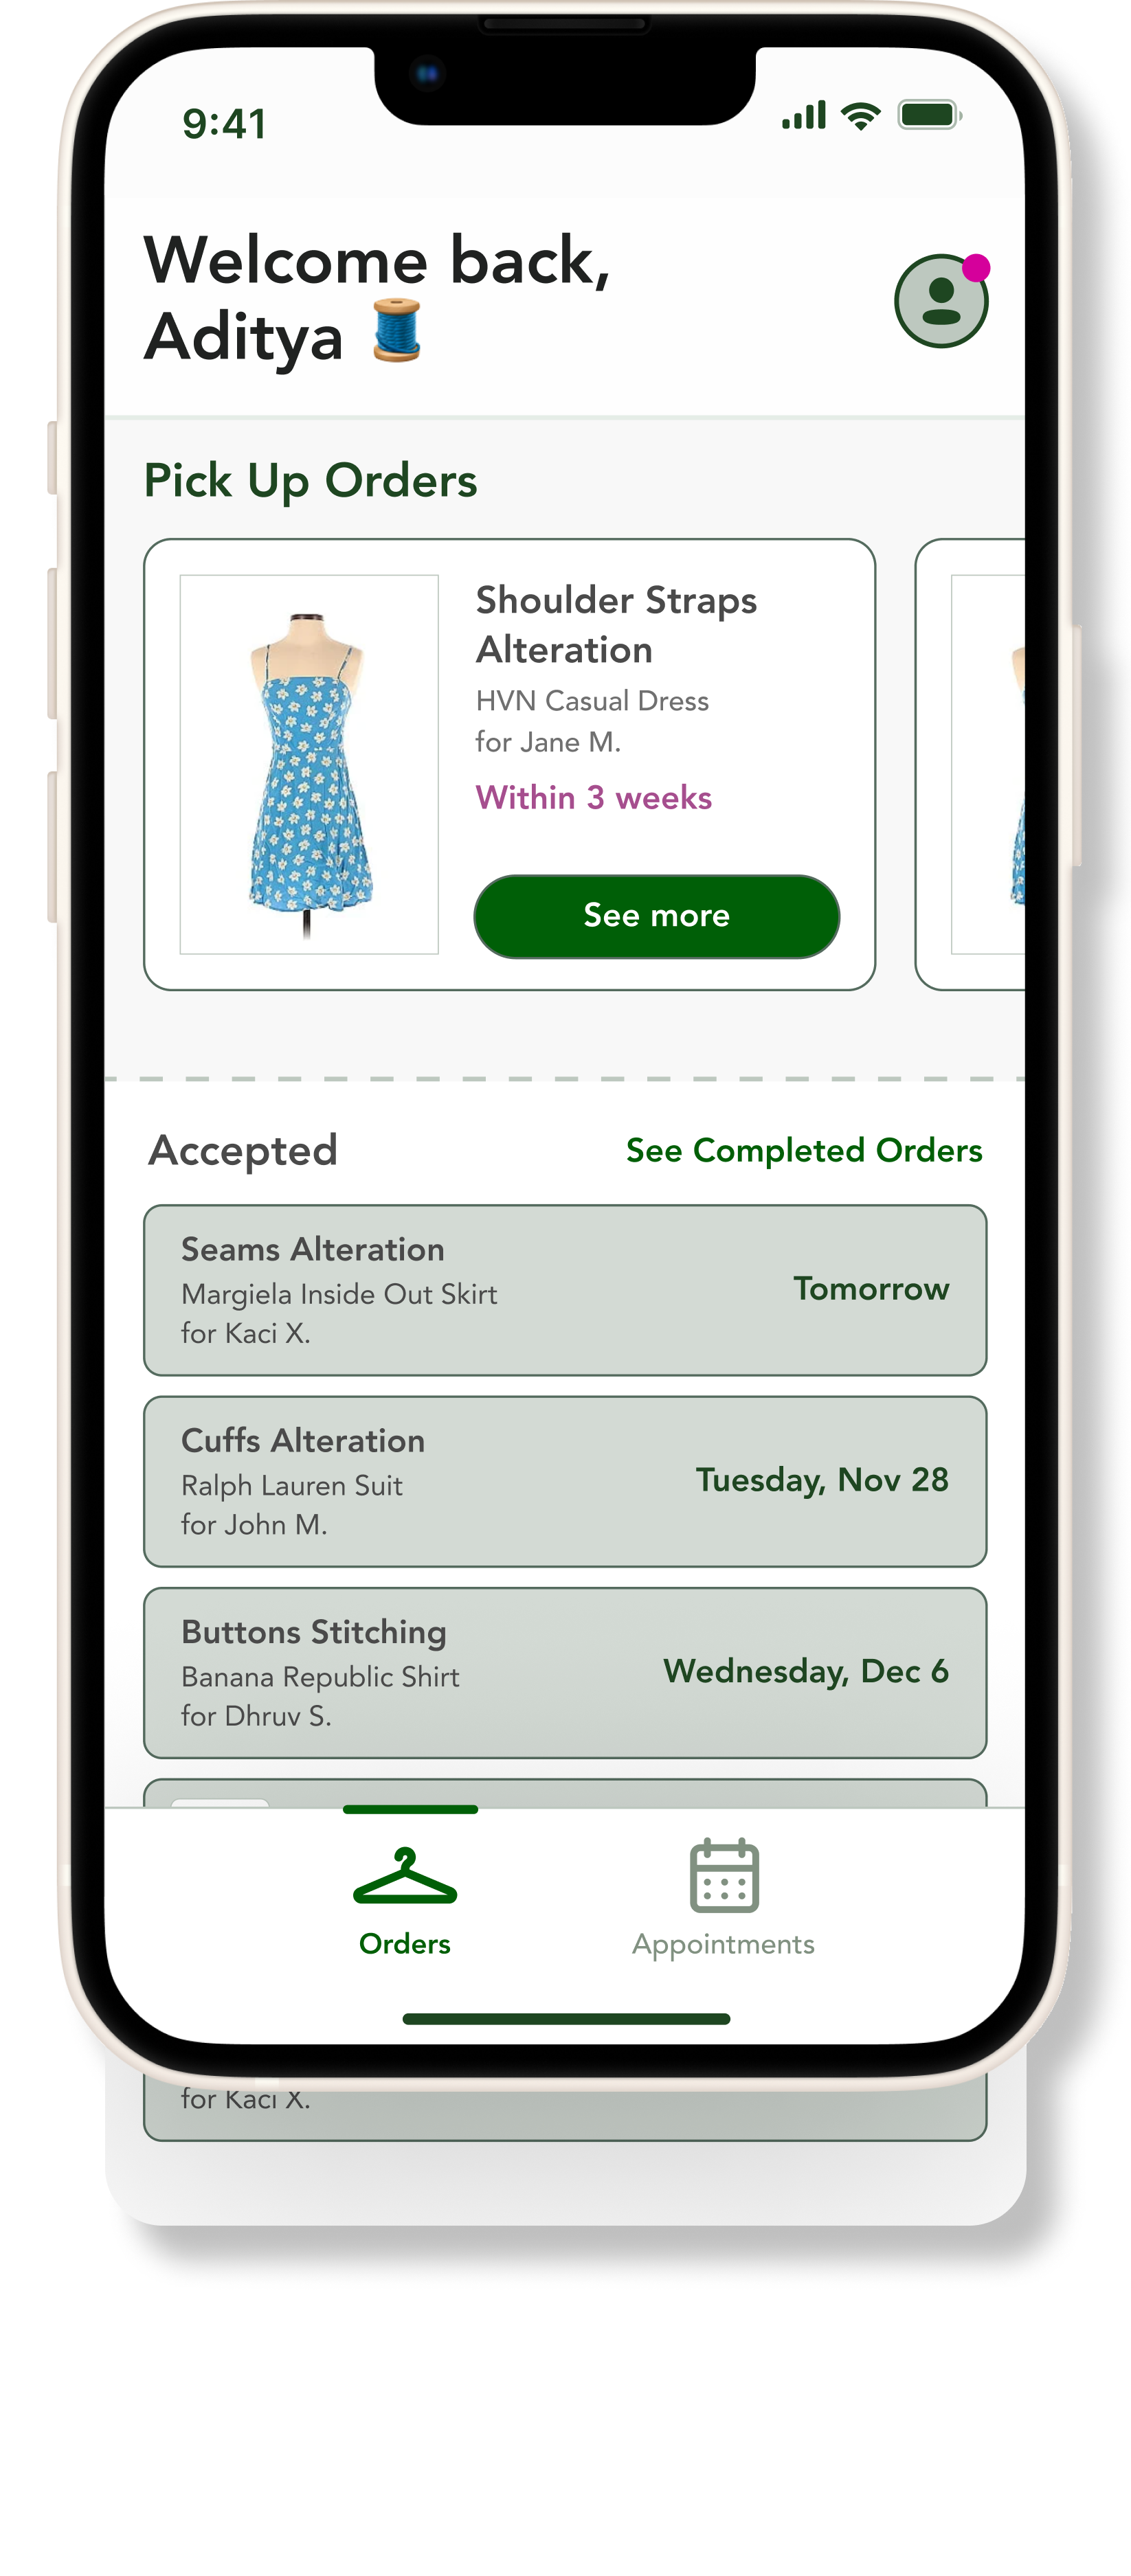 9:41
Welcome back,
Aditya
Pick Up Orders
Shoulder Straps
Alteration
HVN Casual Dress
for Jane M.
Within 3 weeks
See more
Accepted
See Completed Orders
Seams Alteration
Margiela Inside Out Skirt
for Kaci X.
Tomorrow
Cuffs Alteration
Ralph Lauren Suit
for John M.
Tuesday, Nov 28
Buttons Stitching
Banana Republic Shirt
for Dhruv S.
Wednesday, Dec 6
Orders
Appointments
for Kaci X.